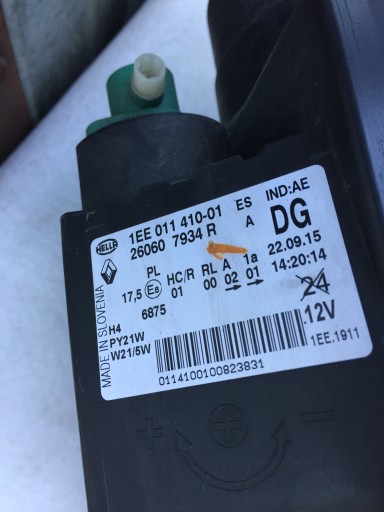 HELLA
1EE 011 410-01 ES IND:AE
26060 7934 R A DG
22.09.15
14:20:14
PL HC/R RL A 1a
17,5 E8 01 00 02 01
6875
24
12V
H4
PY21W
W21/5W
1EE.1911
0114100100823831
MADE IN SLOVENIA